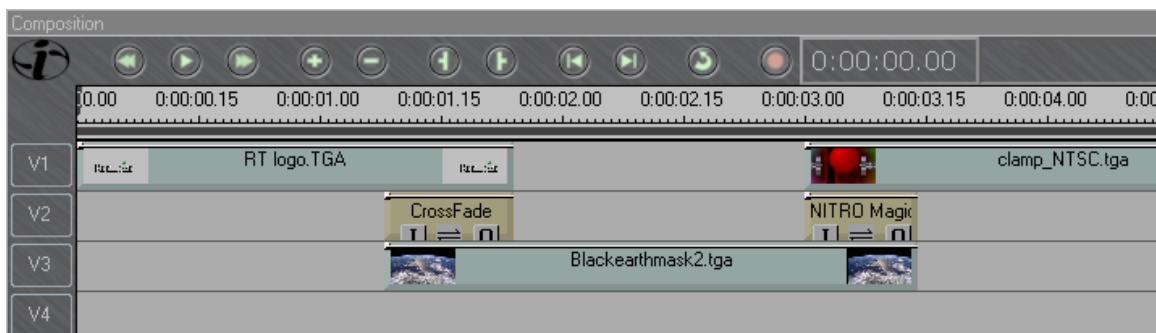 Composition
0:00:00.00
0.00 0:00:00.15 0:00:01.00 0:00:01.15 0:00:02.00 0:00:02.15 0:00:03.00 0:00:03.15 0:00:04.00 0:00
V1 RT logo.TGA clamp_NTSC.tga
V2 CrossFade NITRO Magic
I O I O
V3 Blackearthmask2.tga
V4